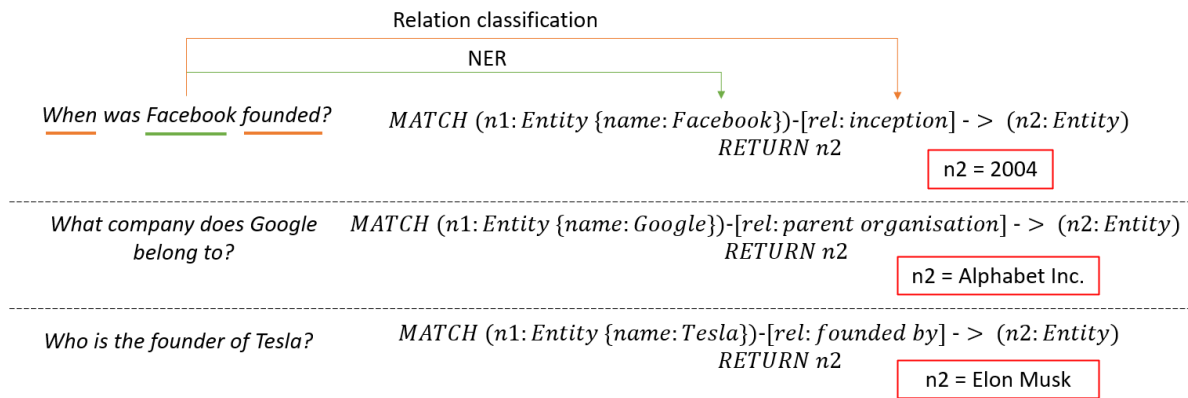 Relation classification
NER
When was Facebook founded?
MATCH (n1: Entity {name: Facebook})-[rel: inception] - > (n2: Entity)
RETURN n2
n2 = 2004
What company does Google
belong to?
MATCH (n1: Entity {name: Google})-[rel: parent organisation] - > (n2: Entity)
RETURN n2
n2 = Alphabet Inc.
Who is the founder of Tesla?
MATCH (n1: Entity {name: Tesla})-[rel: founded by] - > (n2: Entity)
RETURN n2
n2 = Elon Musk